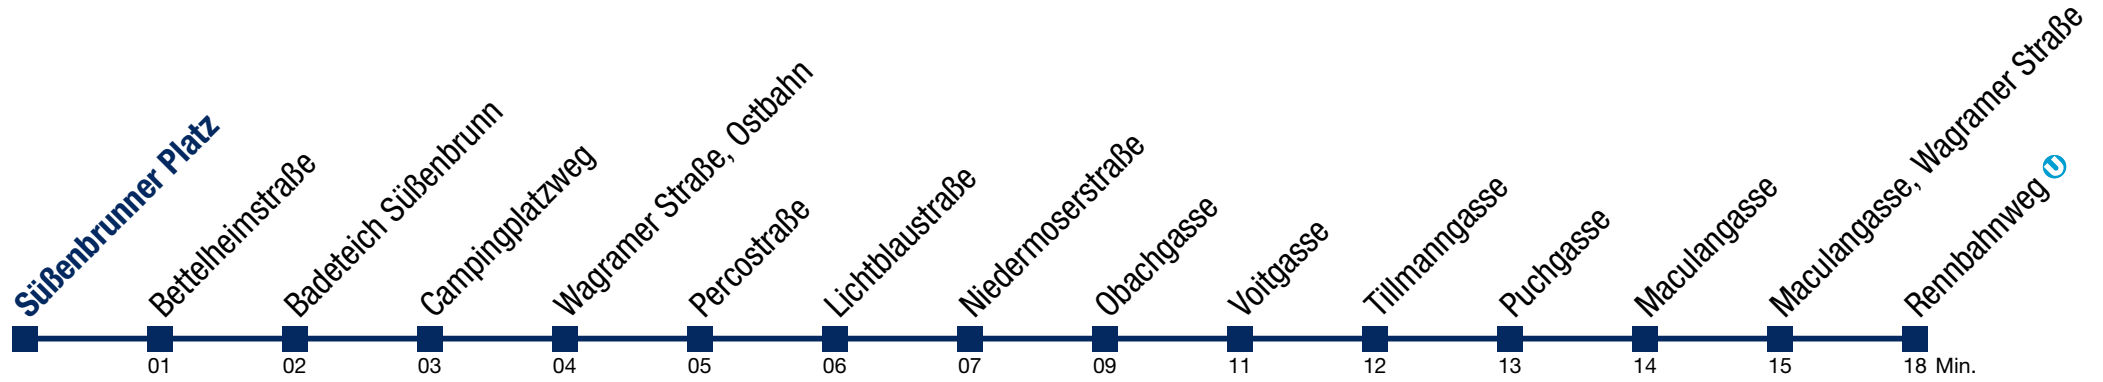 Süßenbrunner Platz
Bettelheimstraße
Badeteich Süßenbrunn
Campingplatzweg
Wagramer Straße, Ostbahn
Percostraße
Lichtblaustraße
Niedermoserstraße
Obachgasse
Voitgasse
Tillmanngasse
Puchgasse
Maculangasse
Maculangasse, Wagramer Straße
Rennbahnweg U
01 02 03 04 05 06 07 09 11 12 13 14 15 18 Min.